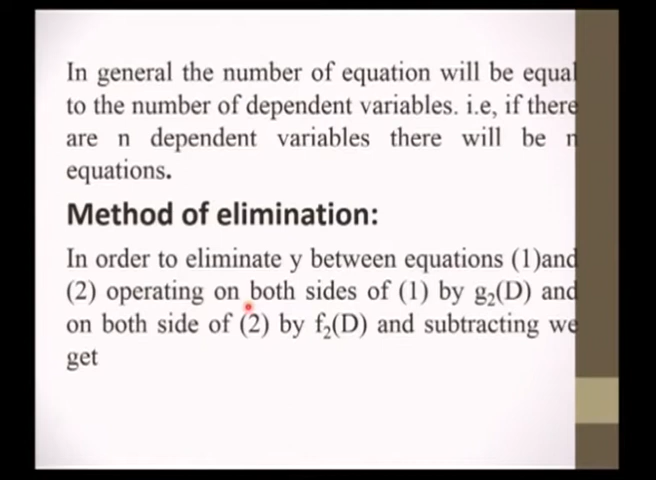 In general the number of equation will be equal
to the number of dependent variables. i.e, if there
are n dependent variables there will be n
equations.
Method of elimination:
In order to eliminate y between equations (1)and
(2) operating on both sides of (1) by g₂(D) and
on both side of (2) by f₂(D) and subtracting we
get